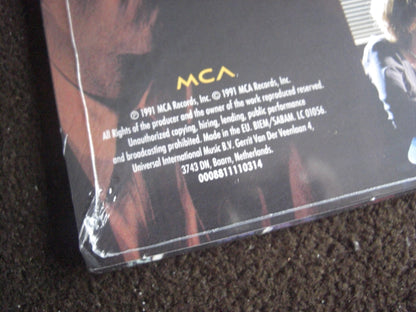 MCA
℗ 1991 MCA Records, Inc. © 1991 MCA Records, Inc.
All Rights of the producer and the owner of the work reproduced reserved.
Unauthorized copying, hiring, lending, public performance
and broadcasting prohibited. Made in the EU. BIEM/SABAM. LC 01056.
Universal International Music B.V. Gerrit Van Der Veenlaan 4,
3743 DN, Baarn, Netherlands.
0008811110314